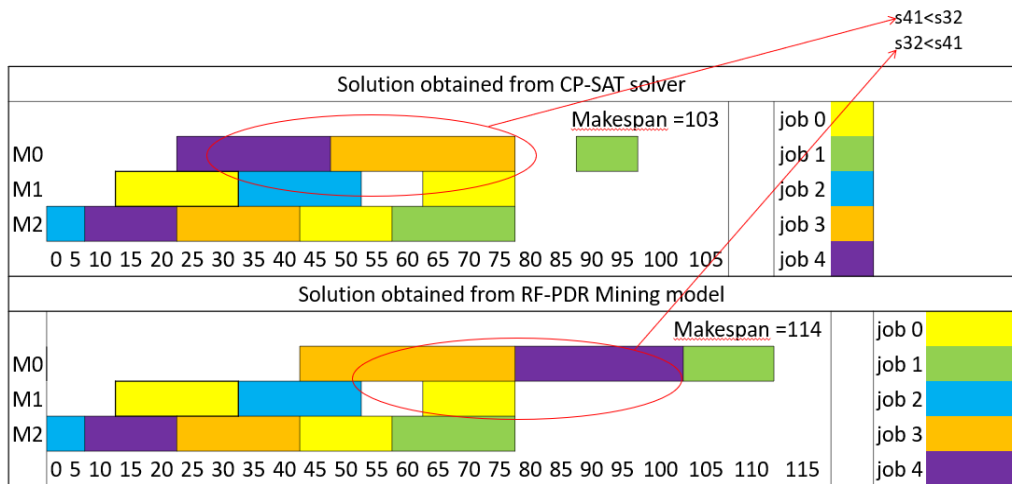 s41<s32
s32<s41
Solution obtained from CP-SAT solver
Makespan =103
job 0
job 1
M0
M1
job 2
M2
job 3
0 5 10 15 20 25 30 35 40 45 50 55 60 65 70 75 80 85 90 95 100 105
job 4
Solution obtained from RF-PDR Mining model
Makespan =114
job 0
M0
job 1
M1
job 2
M2
job 3
0 5 10 15 20 25 30 35 40 45 50 55 60 65 70 75 80 85 90 95 100 105 110 115
job 4